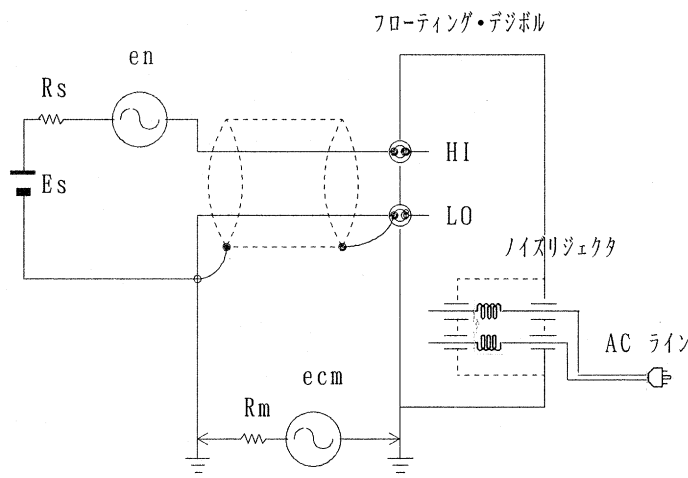 フローティング・デジボル
en
Rs
Es
HI
LO
ノイズリジェクタ
AC ライン
ecm
Rm